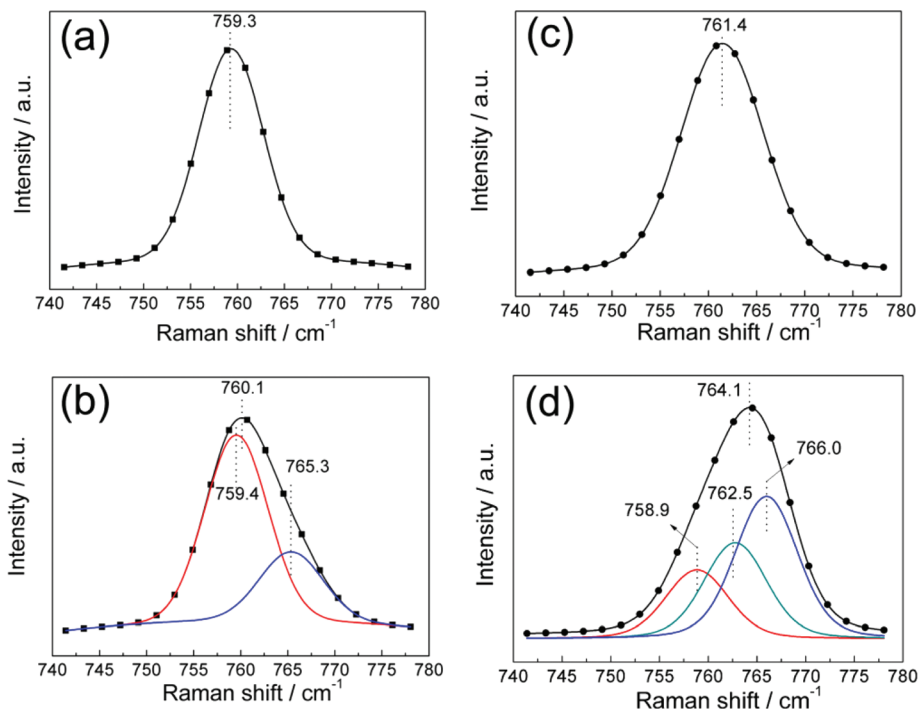 (a)
759.3
Intensity / a.u.
740 745 750 755 760 765 770 775 780
Raman shift / cm⁻¹
(c)
761.4
Intensity / a.u.
740 745 750 755 760 765 770 775 780
Raman shift / cm⁻¹
(b)
760.1
765.3
759.4
Intensity / a.u.
740 745 750 755 760 765 770 775 780
Raman shift / cm⁻¹
(d)
764.1
766.0
758.9
762.5
Intensity / a.u.
740 745 750 755 760 765 770 775 780
Raman shift / cm⁻¹